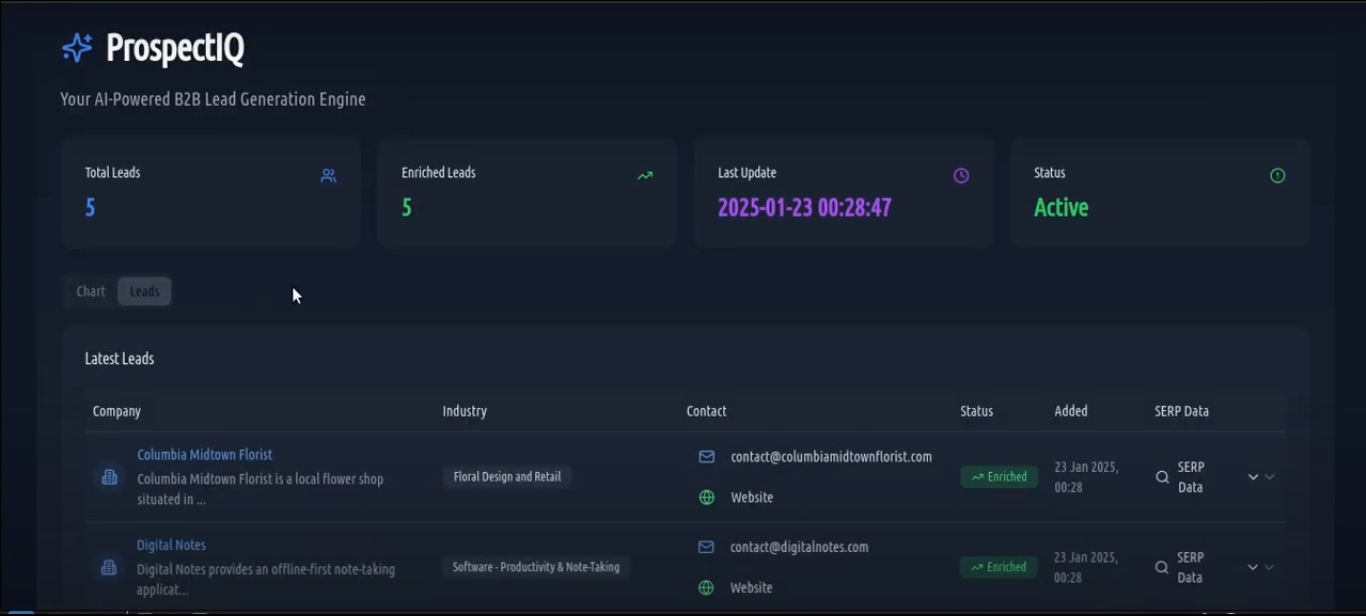 ProspectIQ
Your AI-Powered B2B Lead Generation Engine
Total Leads
5
Enriched Leads
5
Last Update
2025-01-23 00:28:47
Status
Active
Chart
Leads
Latest Leads
Company
Industry
Contact
Status
Added
SERP Data
Columbia Midtown Florist
Columbia Midtown Florist is a local flower shop
situated in ...
Floral Design and Retail
contact@columbiamidtownflorist.com
Website
Enriched
23 Jan 2025,
00:28
SERP
Data
Digital Notes
Digital Notes provides an offline-first note-taking
applicat...
Software - Productivity & Note-Taking
contact@digitalnotes.com
Website
Enriched
23 Jan 2025,
00:28
SERP
Data